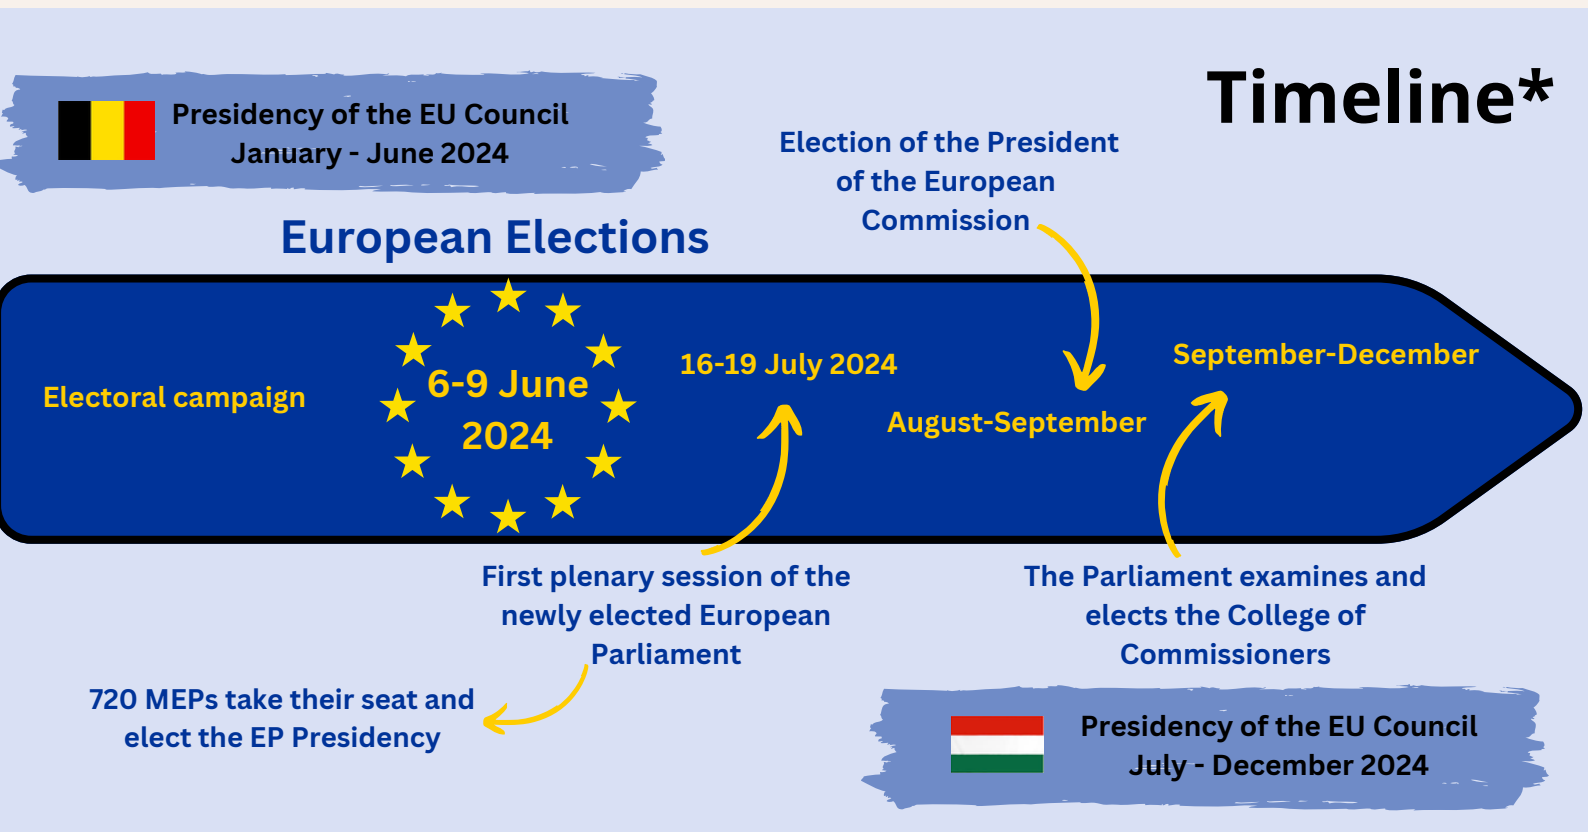 Timeline*
Presidency of the EU Council
January - June 2024
Election of the President
of the European
Commission
European Elections
Electoral campaign
6-9 June
2024
16-19 July 2024
August-September
September-December
First plenary session of the
newly elected European
Parliament
720 MEPs take their seat and
elect the EP Presidency
The Parliament examines and
elects the College of
Commissioners
Presidency of the EU Council
July - December 2024